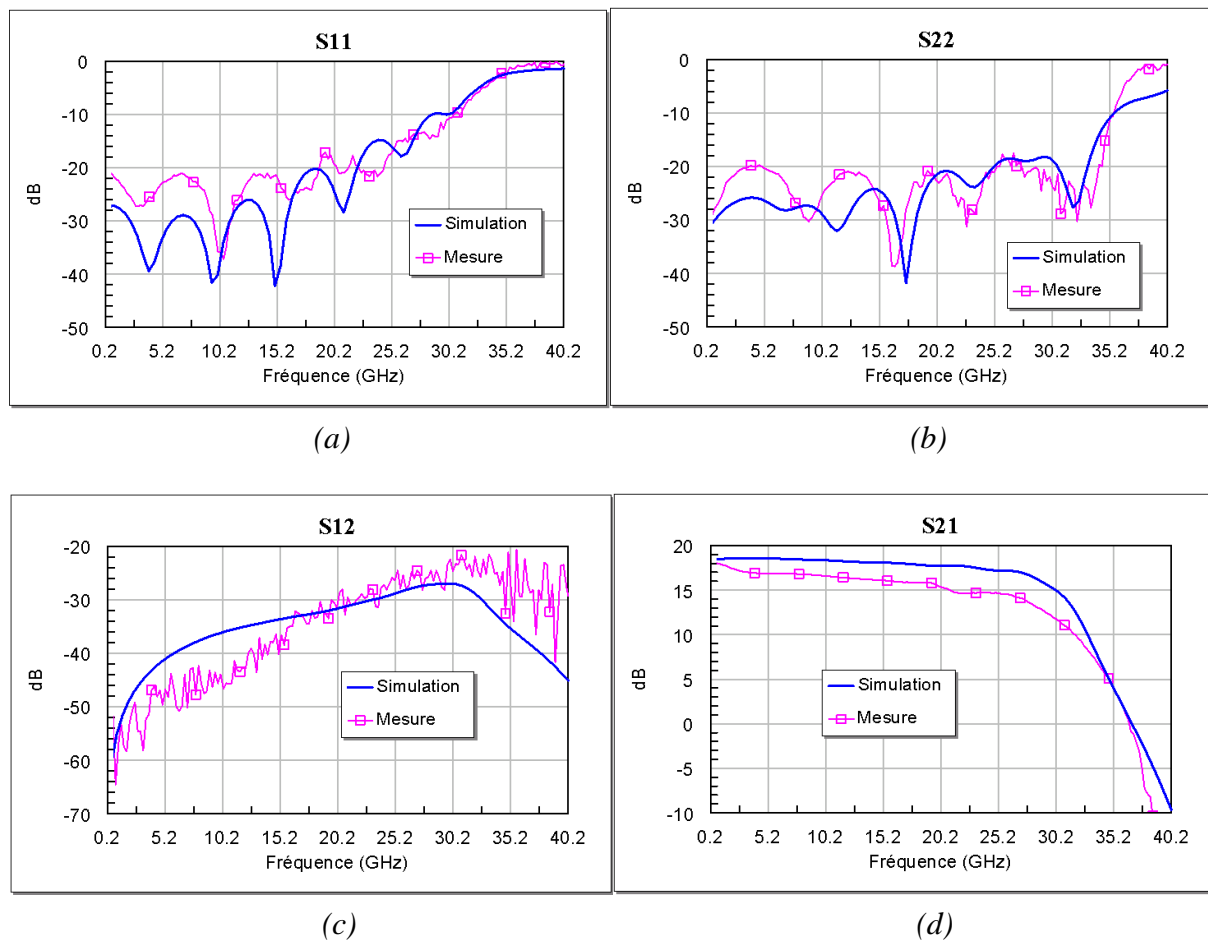 S11
0
-10
-20
-30
-40
-50
dB
Simulation
Mesure
0.2 5.2 10.2 15.2 20.2 25.2 30.2 35.2 40.2
Fréquence (GHz)
(a)
S22
0
-10
-20
-30
-40
-50
dB
Simulation
Mesure
0.2 5.2 10.2 15.2 20.2 25.2 30.2 35.2 40.2
Fréquence (GHz)
(b)
S12
-20
-30
-40
-50
-60
-70
dB
Simulation
Mesure
0.2 5.2 10.2 15.2 20.2 25.2 30.2 35.2 40.2
Fréquence (GHz)
(c)
S21
20
15
10
5
0
-5
-10
dB
Simulation
Mesure
0.2 5.2 10.2 15.2 20.2 25.2 30.2 35.2 40.2
Fréquence (GHz)
(d)